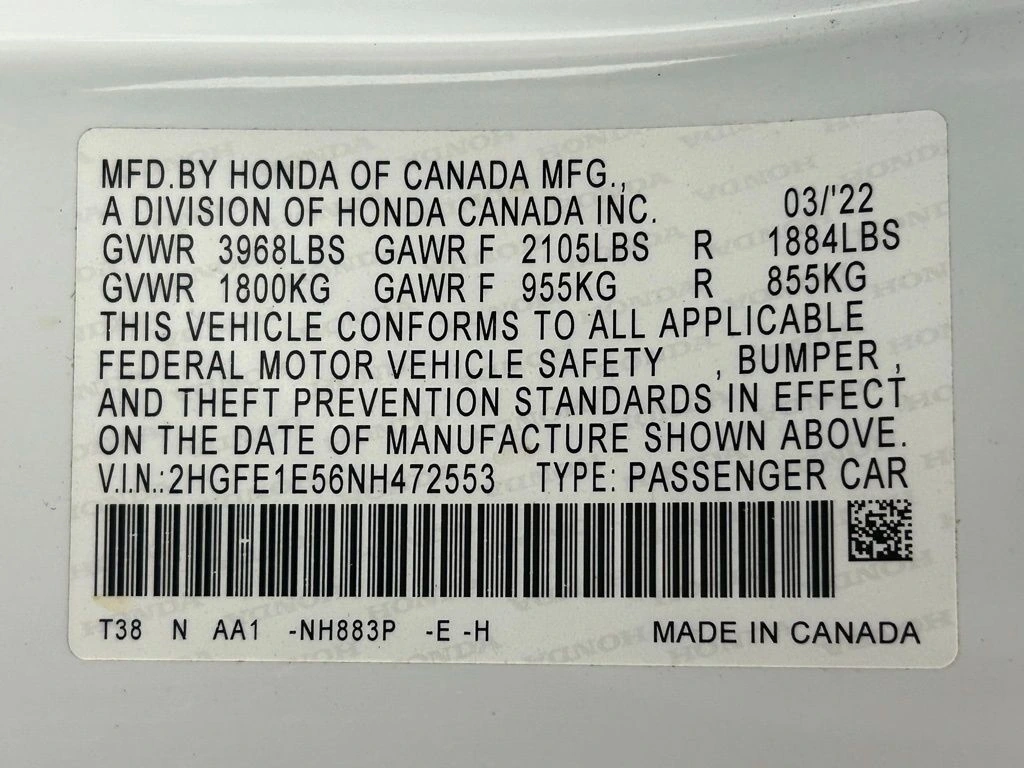 MFD.BY HONDA OF CANADA MFG.,
A DIVISION OF HONDA CANADA INC. 03/'22
GVWR 3968LBS GAWR F 2105LBS R 1884LBS
GVWR 1800KG GAWR F 955KG R 855KG
THIS VEHICLE CONFORMS TO ALL APPLICABLE
FEDERAL MOTOR VEHICLE SAFETY , BUMPER ,
AND THEFT PREVENTION STANDARDS IN EFFECT
ON THE DATE OF MANUFACTURE SHOWN ABOVE.
V.I.N.:2HGFE1E56NH472553 TYPE: PASSENGER CAR
T38 N AA1 -NH883P -E -H MADE IN CANADA